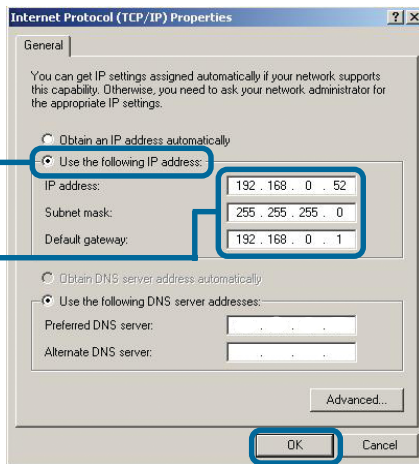 Internet Protocol (TCP/IP) Properties
General
You can get IP settings assigned automatically if your network supports
this capability. Otherwise, you need to ask your network administrator for
the appropriate IP settings.
Obtain an IP address automatically
Use the following IP address:
IP address: 192 . 168 . 0 . 52
Subnet mask: 255 . 255 . 255 . 0
Default gateway: 192 . 168 . 0 . 1
Obtain DNS server address automatically
Use the following DNS server addresses:
Preferred DNS server: . . .
Alternate DNS server: . . .
Advanced...
OK Cancel